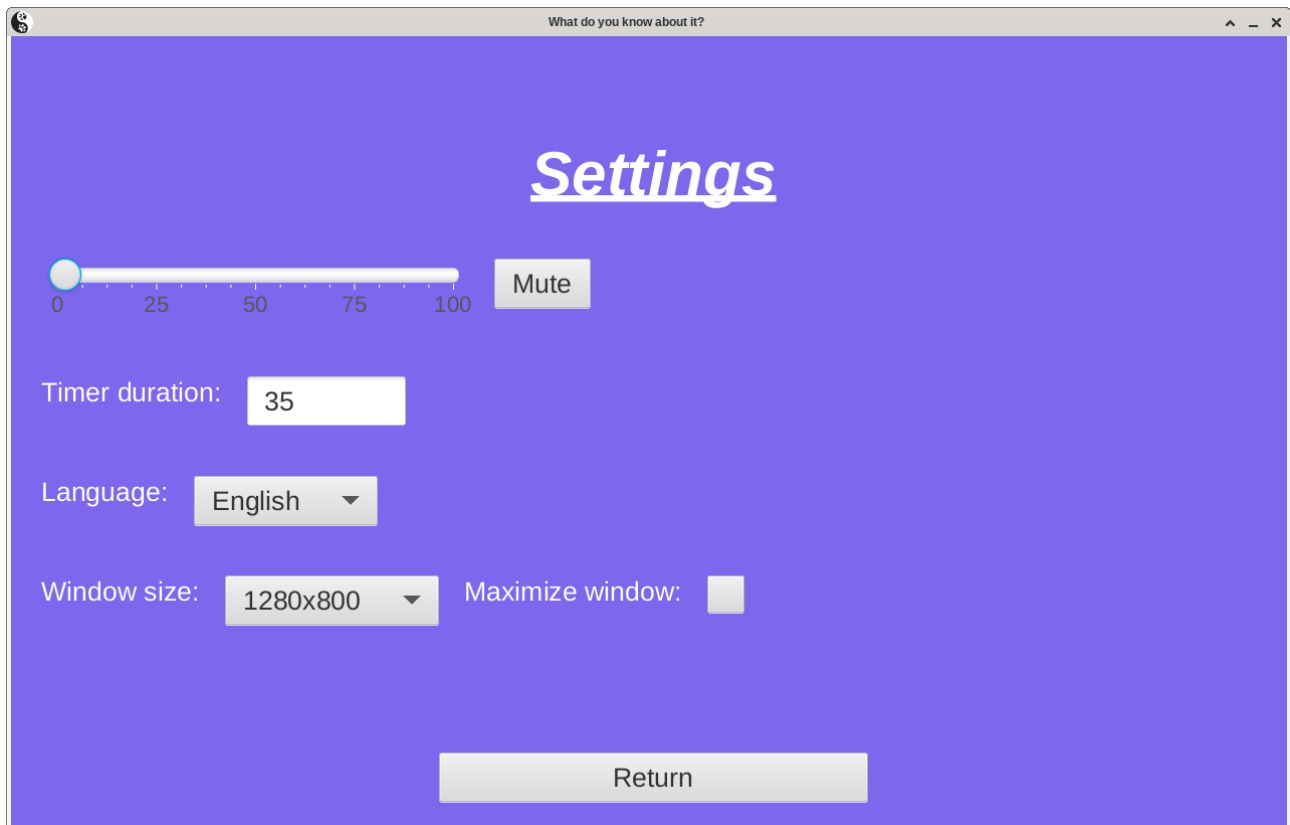 What do you know about it?
Settings
Mute
0 25 50 75 100
Timer duration: 35
Language: English
Window size: 1280x800 Maximize window:
Return